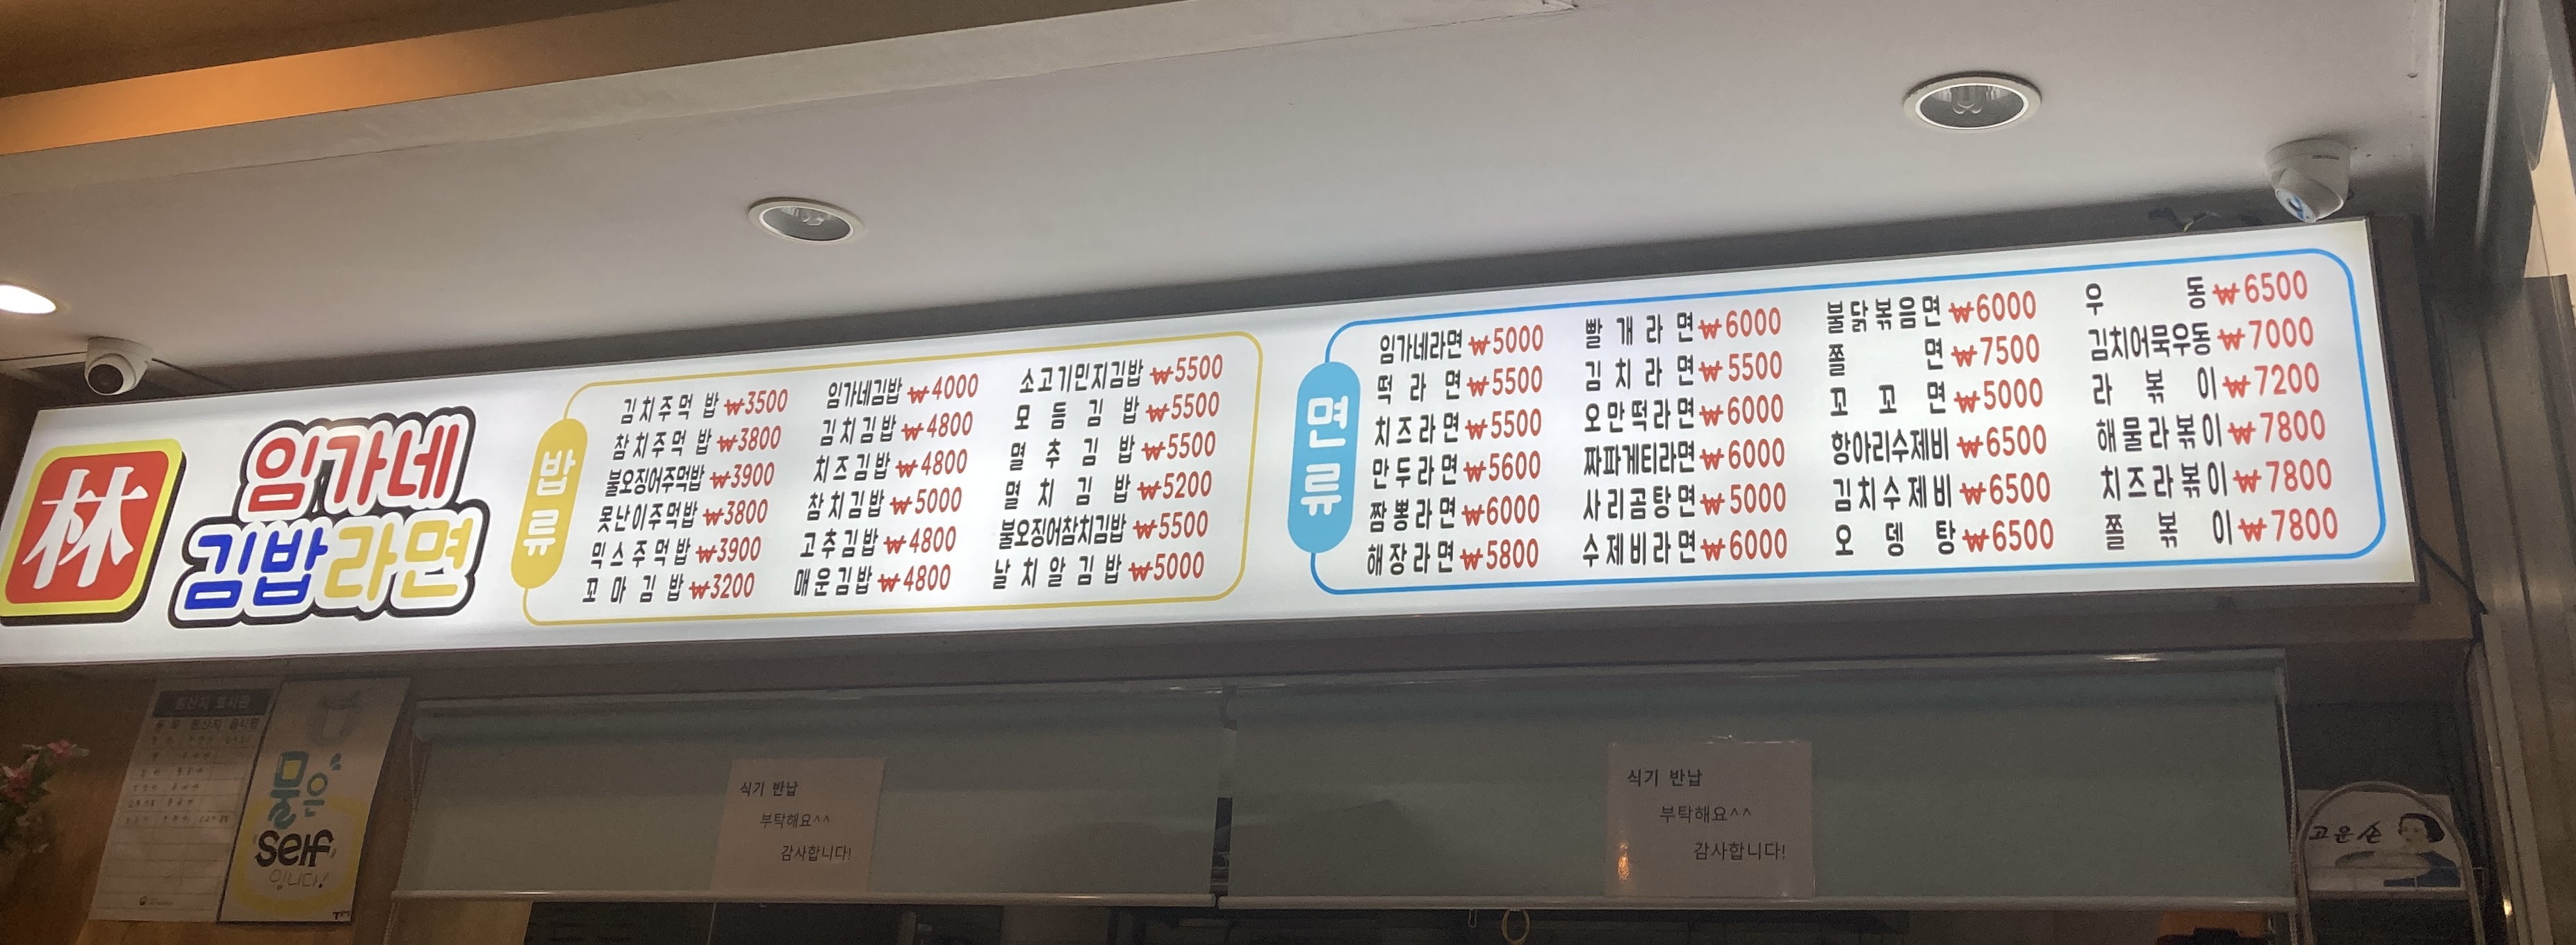 林
임가네
김밥라면
밥류
김치주먹밥 ₩3500
참치주먹밥 ₩3800
불오징어주먹밥 ₩3900
못난이주먹밥 ₩3800
믹스주먹밥 ₩3900
꼬마김밥 ₩3200
임가네김밥 ₩4000
김치김밥 ₩4800
치즈김밥 ₩4800
참치김밥 ₩5000
고추김밥 ₩4800
매운김밥 ₩4800
소고기민지김밥 ₩5500
모듬김밥 ₩5500
멸추김밥 ₩5500
멸치김밥 ₩5200
불오징어참치김밥 ₩5500
날치알김밥 ₩5000
면류
임가네라면 ₩5000
떡라면 ₩5500
치즈라면 ₩5500
만두라면 ₩5600
짬뽕라면 ₩6000
해장라면 ₩5800
빨개라면 ₩6000
김치라면 ₩5500
오만떡라면 ₩6000
짜파게티라면 ₩6000
사리곰탕면 ₩5000
수제비라면 ₩6000
불닭볶음면 ₩6000
쫄면 ₩7500
꼬꼬면 ₩5000
항아리수제비 ₩6500
김치수제비 ₩6500
오뎅탕 ₩6500
우동 ₩6500
김치어묵우동 ₩7000
라볶이 ₩7200
해물라볶이 ₩7800
치즈라볶이 ₩7800
쫄볶이 ₩7800
원산지 표시판
물은
self
입니다!
식기 반납
부탁해요^^
감사합니다!
식기 반납
부탁해요^^
감사합니다!
고운손